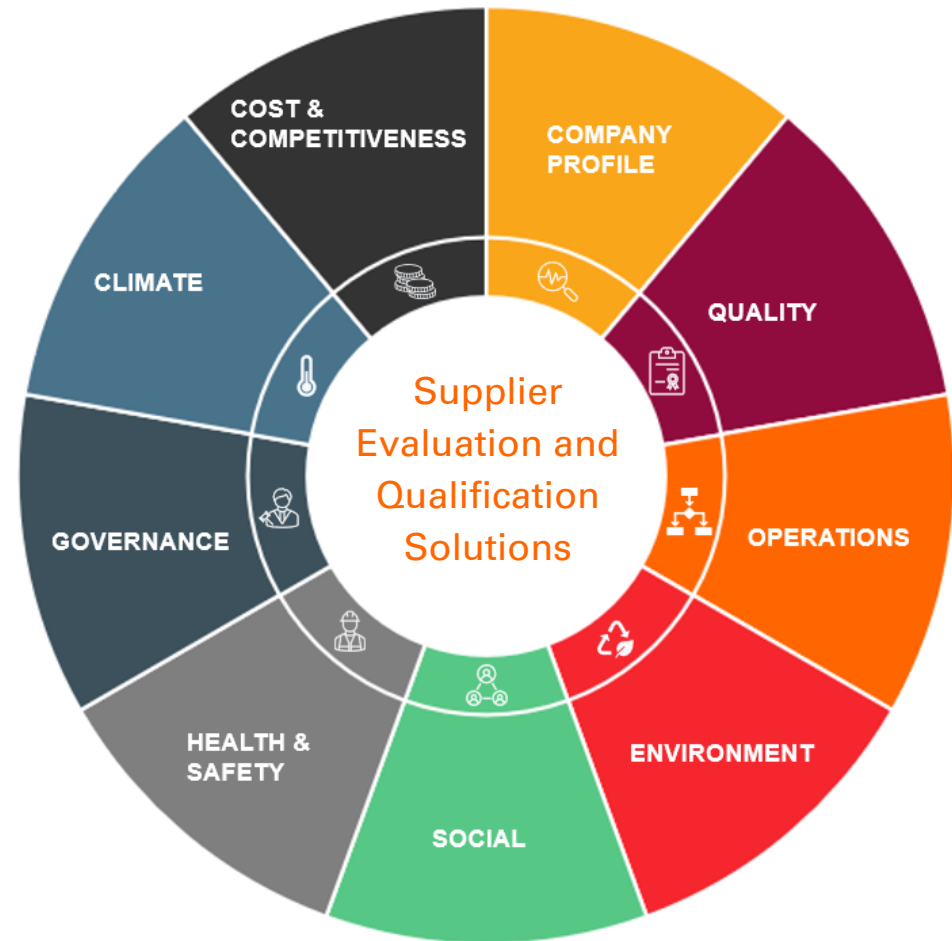 COST &
COMPETITIVENESS
COMPANY
PROFILE
CLIMATE
QUALITY
Supplier
Evaluation and
Qualification
Solutions
GOVERNANCE
OPERATIONS
HEALTH &
SAFETY
ENVIRONMENT
SOCIAL